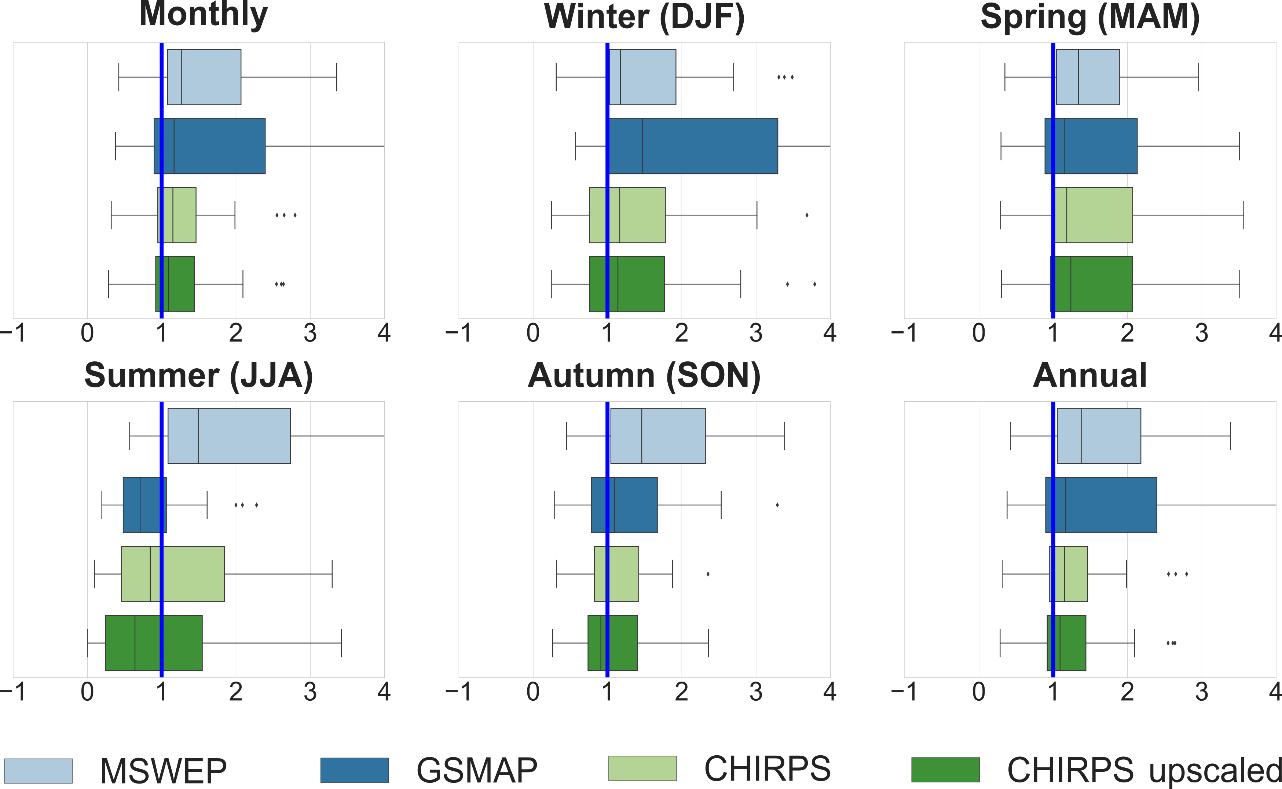 Monthly Winter (DJF) Spring (MAM)
−1 0 1 2 3 4 −1 0 1 2 3 4 −1 0 1 2 3 4
Summer (JJA) Autumn (SON) Annual
−1 0 1 2 3 4 −1 0 1 2 3 4 −1 0 1 2 3 4
MSWEP GSMAP CHIRPS CHIRPS upscaled